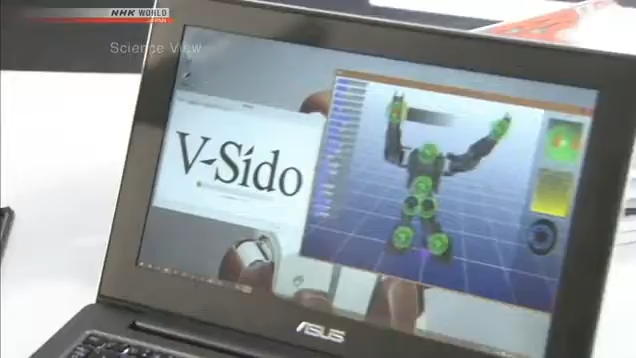 NHK WORLD
JAPAN
Science View
V-Sido
ASUS